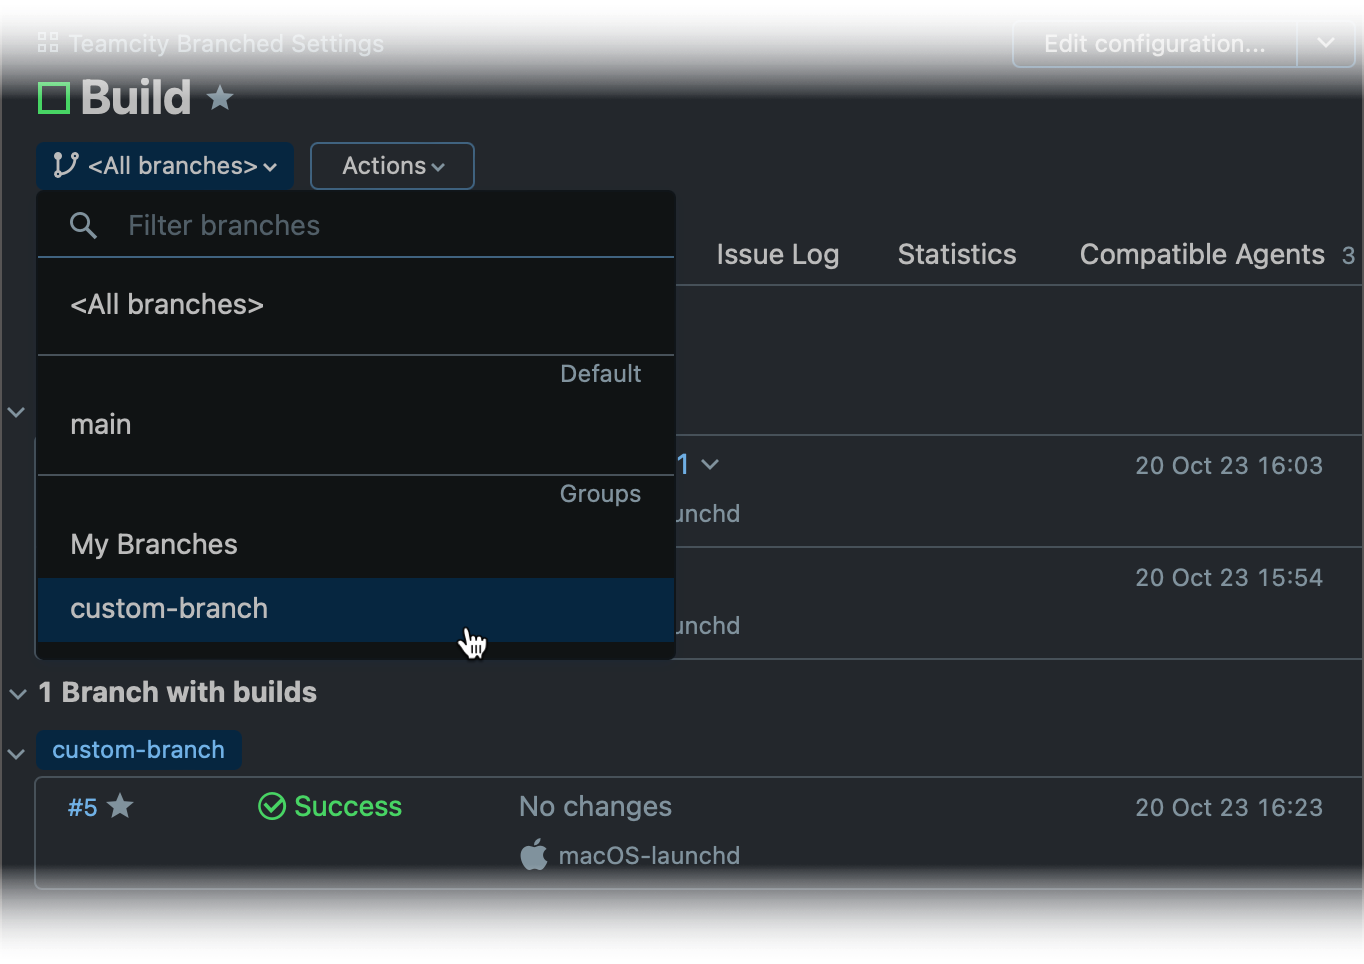 Teamcity Branched Settings
Edit configuration...
Build
<All branches>
Actions
Filter branches
Issue Log
Statistics
Compatible Agents 3
<All branches>
Default
main
1
20 Oct 23 16:03
Groups
unchd
My Branches
20 Oct 23 15:54
custom-branch
unchd
1 Branch with builds
custom-branch
#5
Success
No changes
20 Oct 23 16:23
macOS-launchd